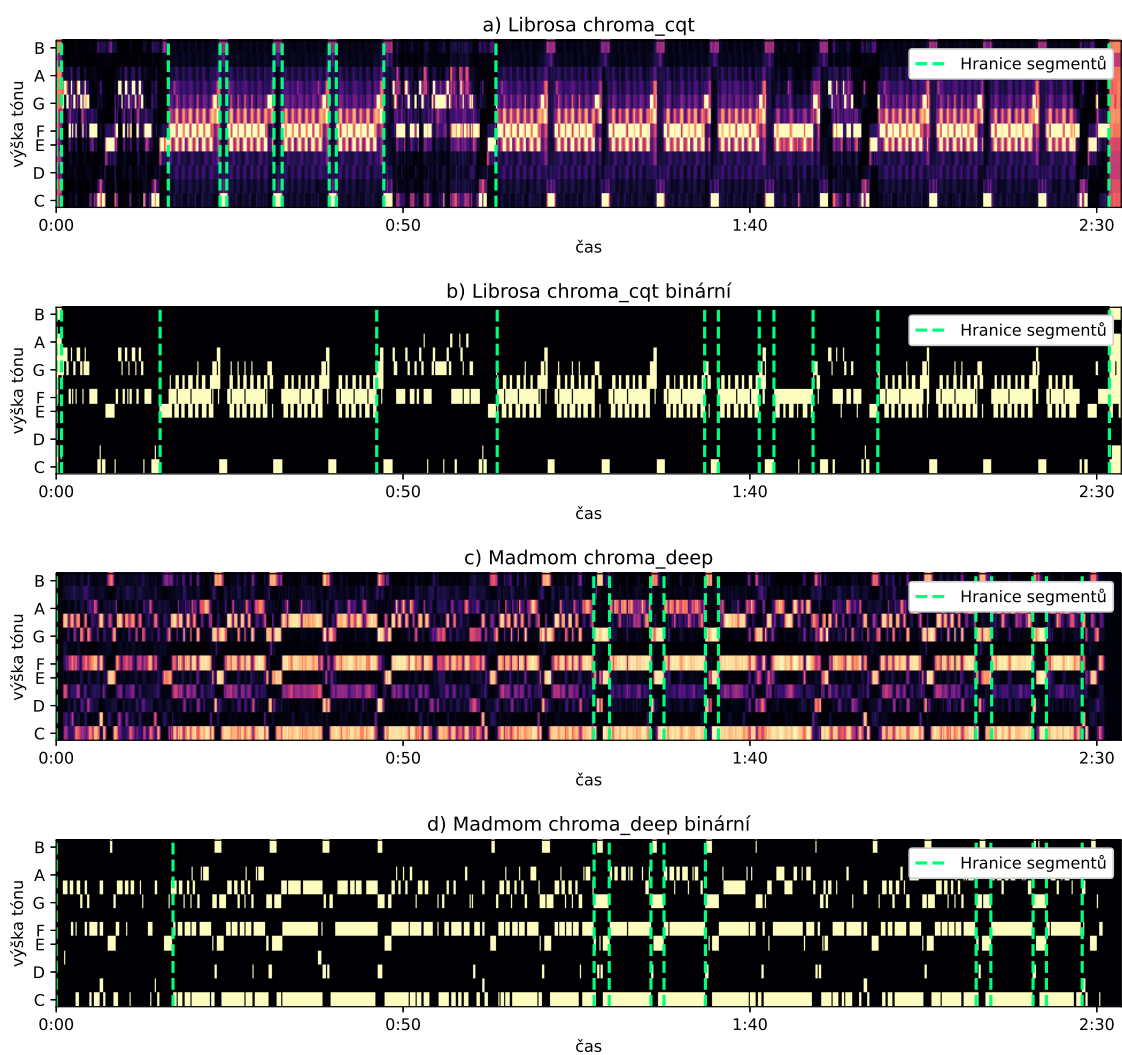 a) Librosa chroma_cqt
výška tónu
B
A
G
F
E
D
C
Hranice segmentů
0:00
0:50
1:40
2:30
čas
b) Librosa chroma_cqt binární
výška tónu
B
A
G
F
E
D
C
Hranice segmentů
0:00
0:50
1:40
2:30
čas
c) Madmom chroma_deep
výška tónu
B
A
G
F
E
D
C
Hranice segmentů
0:00
0:50
1:40
2:30
čas
d) Madmom chroma_deep binární
výška tónu
B
A
G
F
E
D
C
Hranice segmentů
0:00
0:50
1:40
2:30
čas